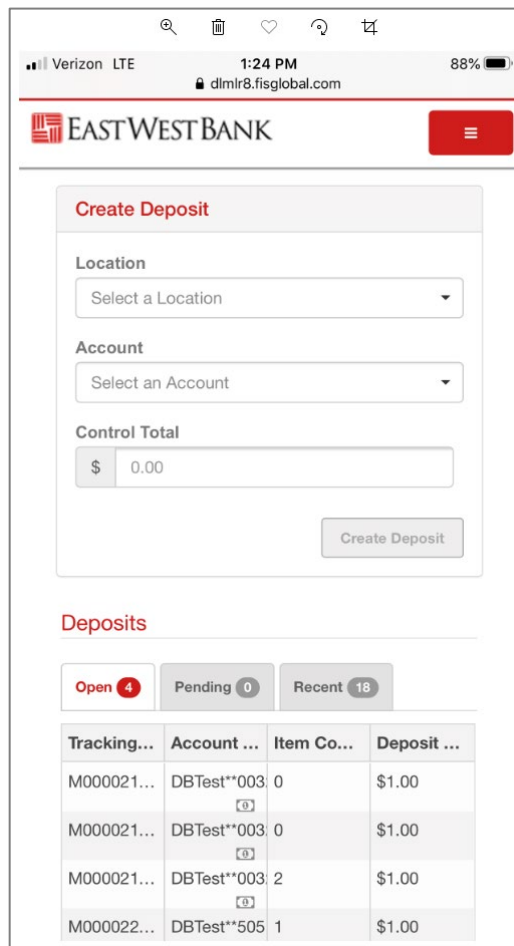 Verizon LTE 1:24 PM 88%
dlmlr8.fisglobal.com
EAST WEST BANK
Create Deposit
Location
Select a Location
Account
Select an Account
Control Total
$ 0.00
Create Deposit
Deposits
Open 4 Pending 0 Recent 18
Tracking... Account ... Item Co... Deposit ...
M000021... DBTest**003 0 $1.00
M000021... DBTest**003 0 $1.00
M000021... DBTest**003 2 $1.00
M000022... DBTest**505 1 $1.00